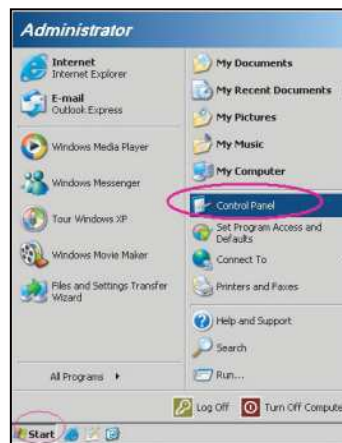 Administrator
Internet
Internet Explorer
E-mail
Outlook Express
Windows Media Player
Windows Messenger
Tour Windows XP
Windows Movie Maker
Files and Settings Transfer
Wizard
All Programs
My Documents
My Recent Documents
My Pictures
My Music
My Computer
Control Panel
Set Program Access and
Defaults
Connect To
Printers and Faxes
Help and Support
Search
Run...
Log Off
Turn Off Compute
Start